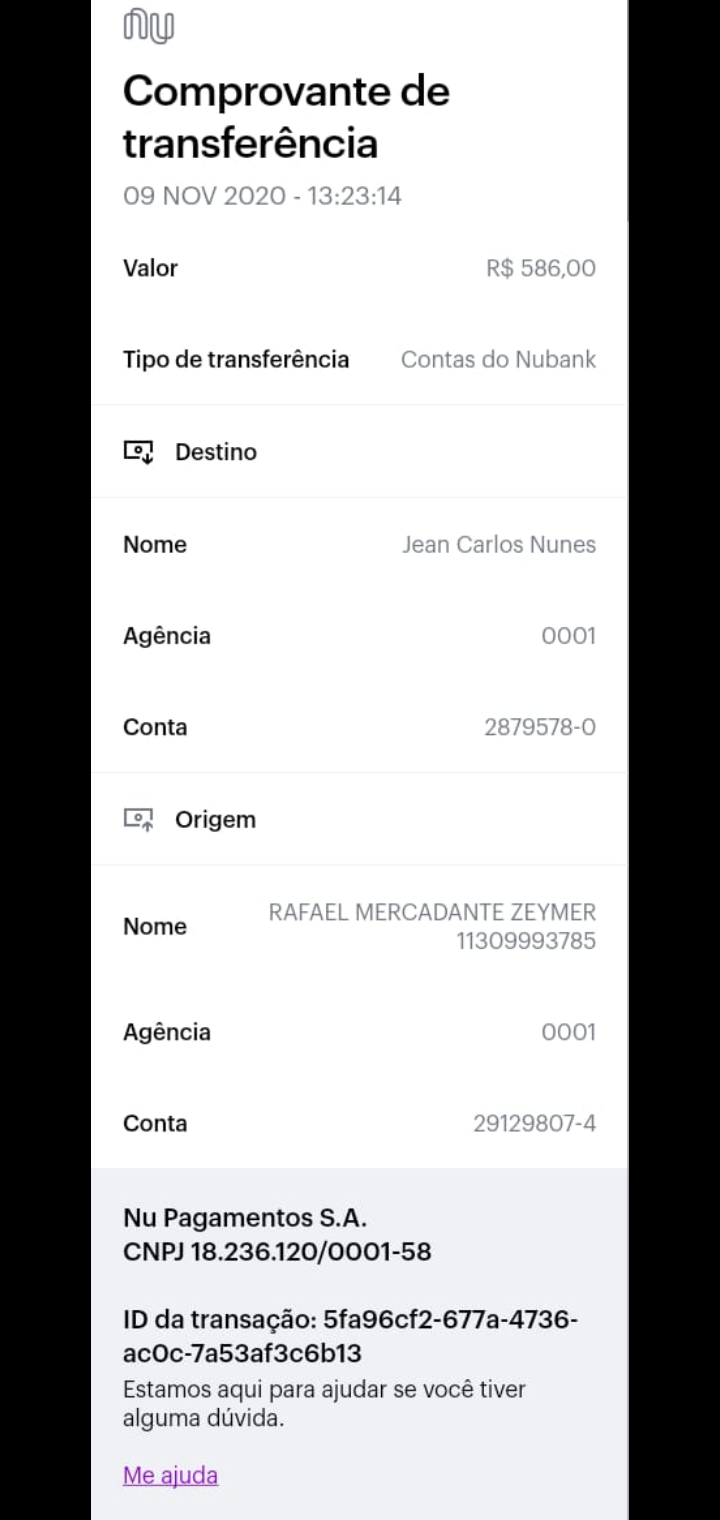 nu
Comprovante de
transferência
09 NOV 2020 - 13:23:14
Valor R$ 586,00
Tipo de transferência Contas do Nubank
Destino
Nome Jean Carlos Nunes
Agência 0001
Conta 2879578-0
Origem
Nome RAFAEL MERCADANTE ZEYMER
11309993785
Agência 0001
Conta 29129807-4
Nu Pagamentos S.A.
CNPJ 18.236.120/0001-58
ID da transação: 5fa96cf2-677a-4736-
ac0c-7a53af3c6b13
Estamos aqui para ajudar se você tiver
alguma dúvida.
Me ajuda